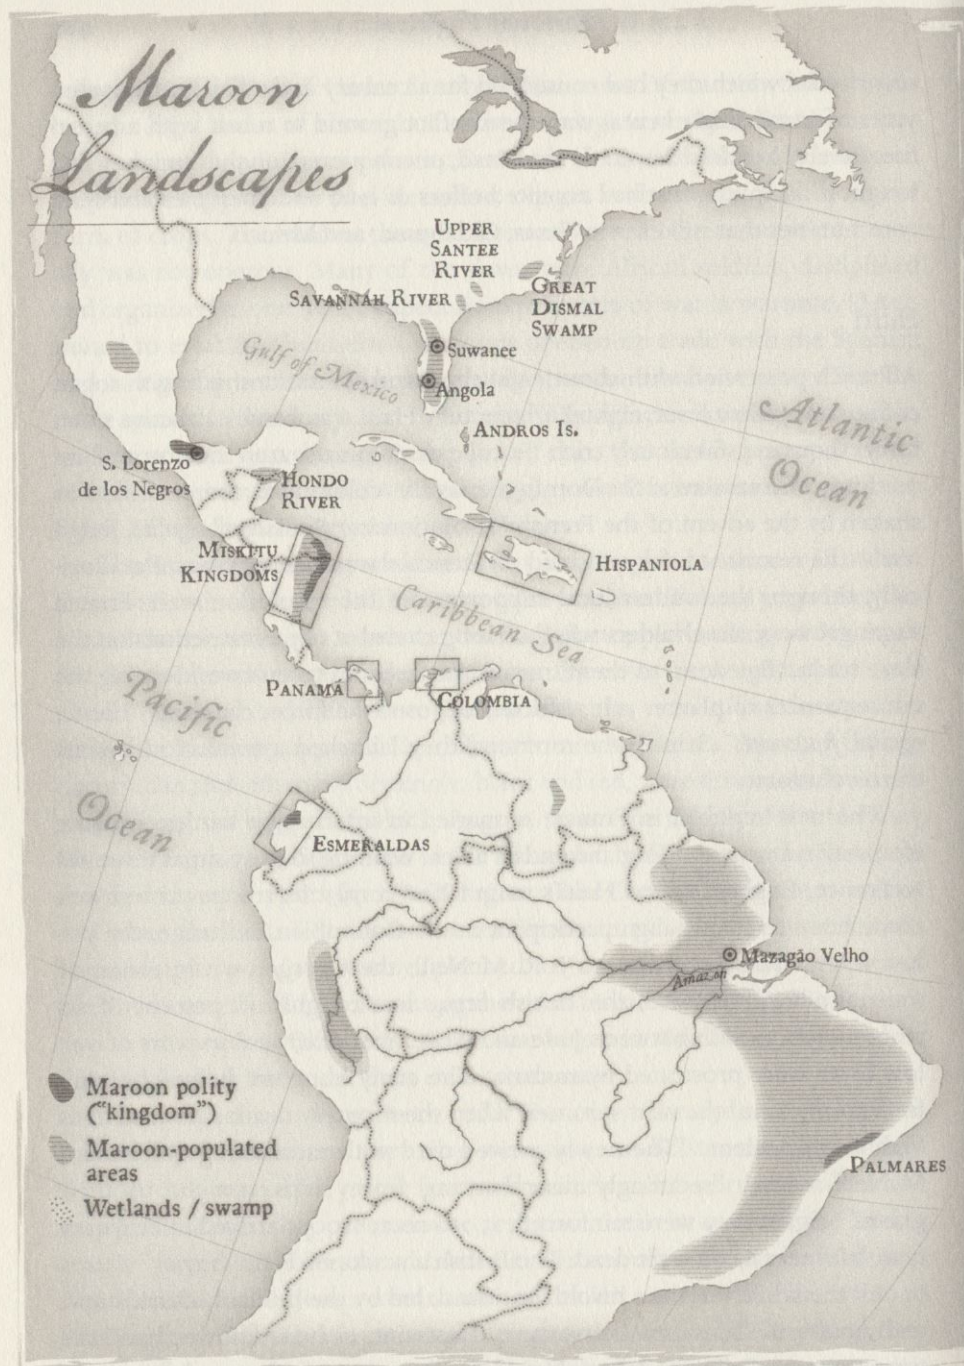 Maroon
Landscapes
UPPER
SANTEE
RIVER
SAVANNAH RIVER
GREAT
DISMAL
SWAMP
Gulf of Mexico
Suwanee
Angola
Atlantic
Ocean
ANDROS IS.
S. Lorenzo
de los Negros
HONDO
RIVER
MISKITU
KINGDOMS
HISPANIOLA
Caribbean Sea
PANAMÁ
COLOMBIA
Pacific
Ocean
ESMERALDAS
Mazagão Velho
Amazon
PALMARES
Maroon polity
("kingdom")
Maroon-populated
areas
Wetlands / swamp